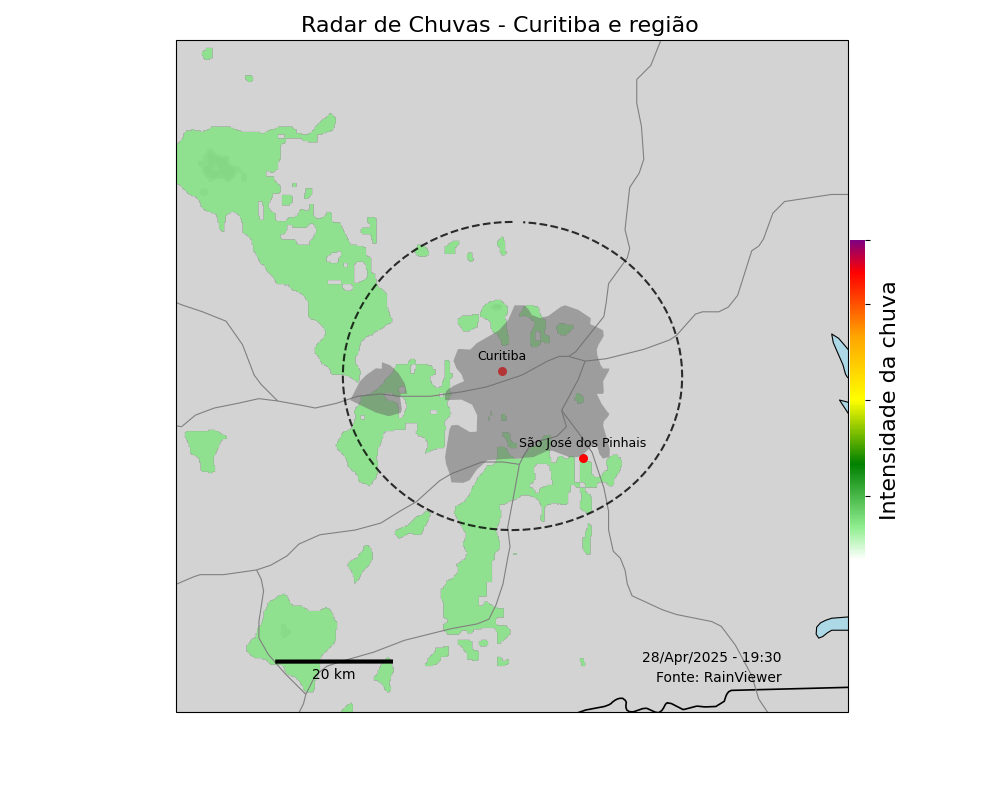 Radar de Chuvas - Curitiba e região
Curitiba
São José dos Pinhais
Intensidade da chuva
28/Apr/2025 - 19:30
Fonte: RainViewer
20 km